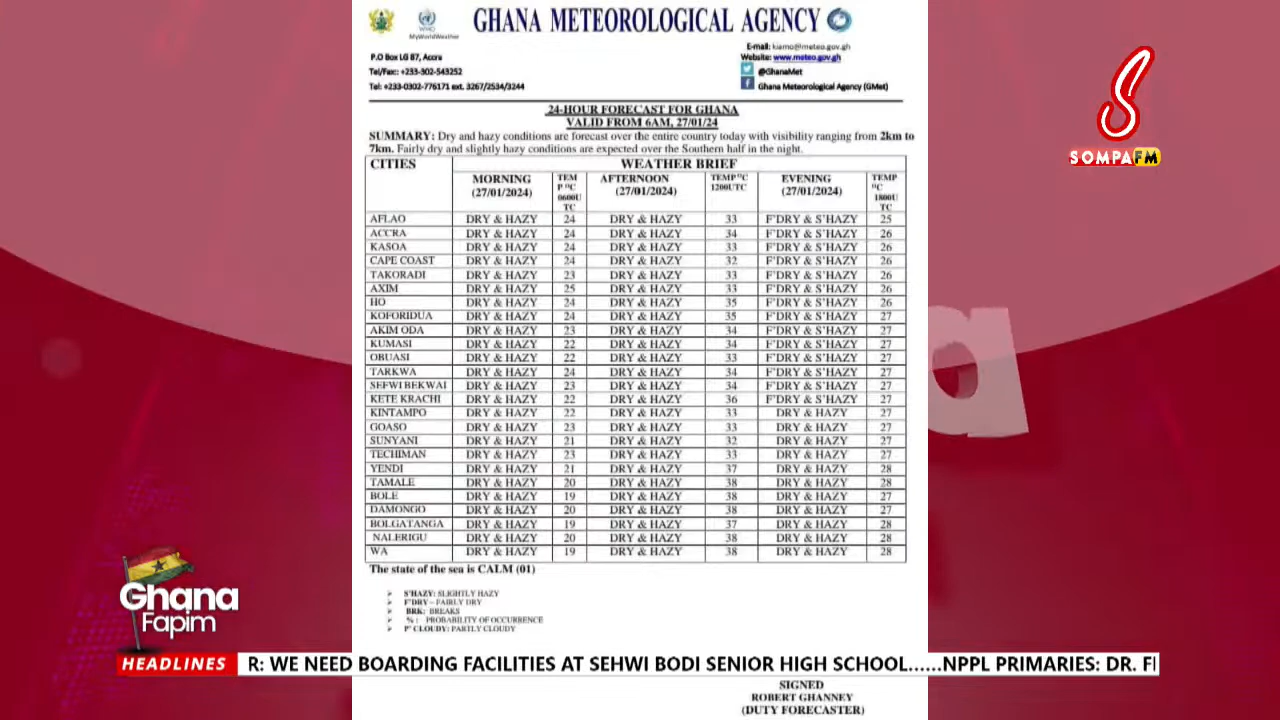 GHANA METEOROLOGICAL AGENCY
WMO
MyWorldWeather
E-mail: kiamo@meteo.gov.gh
P.O Box LG 87, Accra
Website: www.meteo.gov.gh
Tel/Fax: +233-302-543252
@GhanaMet
Tel: +233-0302-776171 ext. 3267/2534/3244
Ghana Meteorological Agency (GMet)
24-HOUR FORECAST FOR GHANA
VALID FROM 6AM, 27/01/24
SUMMARY: Dry and hazy conditions are forecast over the entire country today with visibility ranging from 2km to
7km. Fairly dry and slightly hazy conditions are expected over the Southern half in the night.
CITIES WEATHER BRIEF
MORNING (27/01/2024) TEMP °C 0600UTC AFTERNOON (27/01/2024) TEMP °C 1200UTC EVENING (27/01/2024) TEMP °C 1800UTC
AFLAO DRY & HAZY 24 DRY & HAZY 33 F'DRY & S'HAZY 25
ACCRA DRY & HAZY 24 DRY & HAZY 34 F'DRY & S'HAZY 26
KASOA DRY & HAZY 24 DRY & HAZY 33 F'DRY & S'HAZY 26
CAPE COAST DRY & HAZY 24 DRY & HAZY 32 F'DRY & S'HAZY 26
TAKORADI DRY & HAZY 23 DRY & HAZY 33 F'DRY & S'HAZY 26
AXIM DRY & HAZY 25 DRY & HAZY 33 F'DRY & S'HAZY 26
HO DRY & HAZY 24 DRY & HAZY 35 F'DRY & S'HAZY 26
KOFORIDUA DRY & HAZY 24 DRY & HAZY 35 F'DRY & S'HAZY 27
AKIM ODA DRY & HAZY 23 DRY & HAZY 34 F'DRY & S'HAZY 27
KUMASI DRY & HAZY 22 DRY & HAZY 34 F'DRY & S'HAZY 27
OBUASI DRY & HAZY 22 DRY & HAZY 33 F'DRY & S'HAZY 27
TARKWA DRY & HAZY 24 DRY & HAZY 34 F'DRY & S'HAZY 27
SEFWI BEKWAI DRY & HAZY 23 DRY & HAZY 34 F'DRY & S'HAZY 27
KETE KRACHI DRY & HAZY 22 DRY & HAZY 36 F'DRY & S'HAZY 27
KINTAMPO DRY & HAZY 22 DRY & HAZY 33 DRY & HAZY 27
GOASO DRY & HAZY 23 DRY & HAZY 33 DRY & HAZY 27
SUNYANI DRY & HAZY 21 DRY & HAZY 32 DRY & HAZY 27
TECHIMAN DRY & HAZY 23 DRY & HAZY 33 DRY & HAZY 27
YENDI DRY & HAZY 21 DRY & HAZY 37 DRY & HAZY 28
TAMALE DRY & HAZY 20 DRY & HAZY 38 DRY & HAZY 28
BOLE DRY & HAZY 19 DRY & HAZY 38 DRY & HAZY 27
DAMONGO DRY & HAZY 20 DRY & HAZY 38 DRY & HAZY 27
BOLGATANGA DRY & HAZY 19 DRY & HAZY 37 DRY & HAZY 28
NALERIGU DRY & HAZY 20 DRY & HAZY 38 DRY & HAZY 28
WA DRY & HAZY 19 DRY & HAZY 38 DRY & HAZY 28
The state of the sea is CALM (01)
S'HAZY: SLIGHTLY HAZY
F'DRY – FAIRLY DRY
BRK: BREAKS
% : PROBABILITY OF OCCURRENCE
P' CLOUDY: PARTLY CLOUDY
SOMPA FM
Ghana
Fapim
HEADLINES R: WE NEED BOARDING FACILITIES AT SEHWI BODI SENIOR HIGH SCHOOL......NPPL PRIMARIES: DR.
SIGNED
ROBERT GHANNEY
(DUTY FORECASTER)